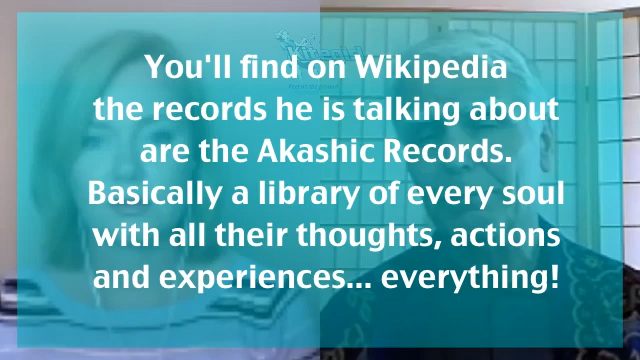 You'll find on Wikipedia
the records he is talking about
are the Akashic Records.
Basically a library of every soul
with all their thoughts, actions
and experiences... everything!